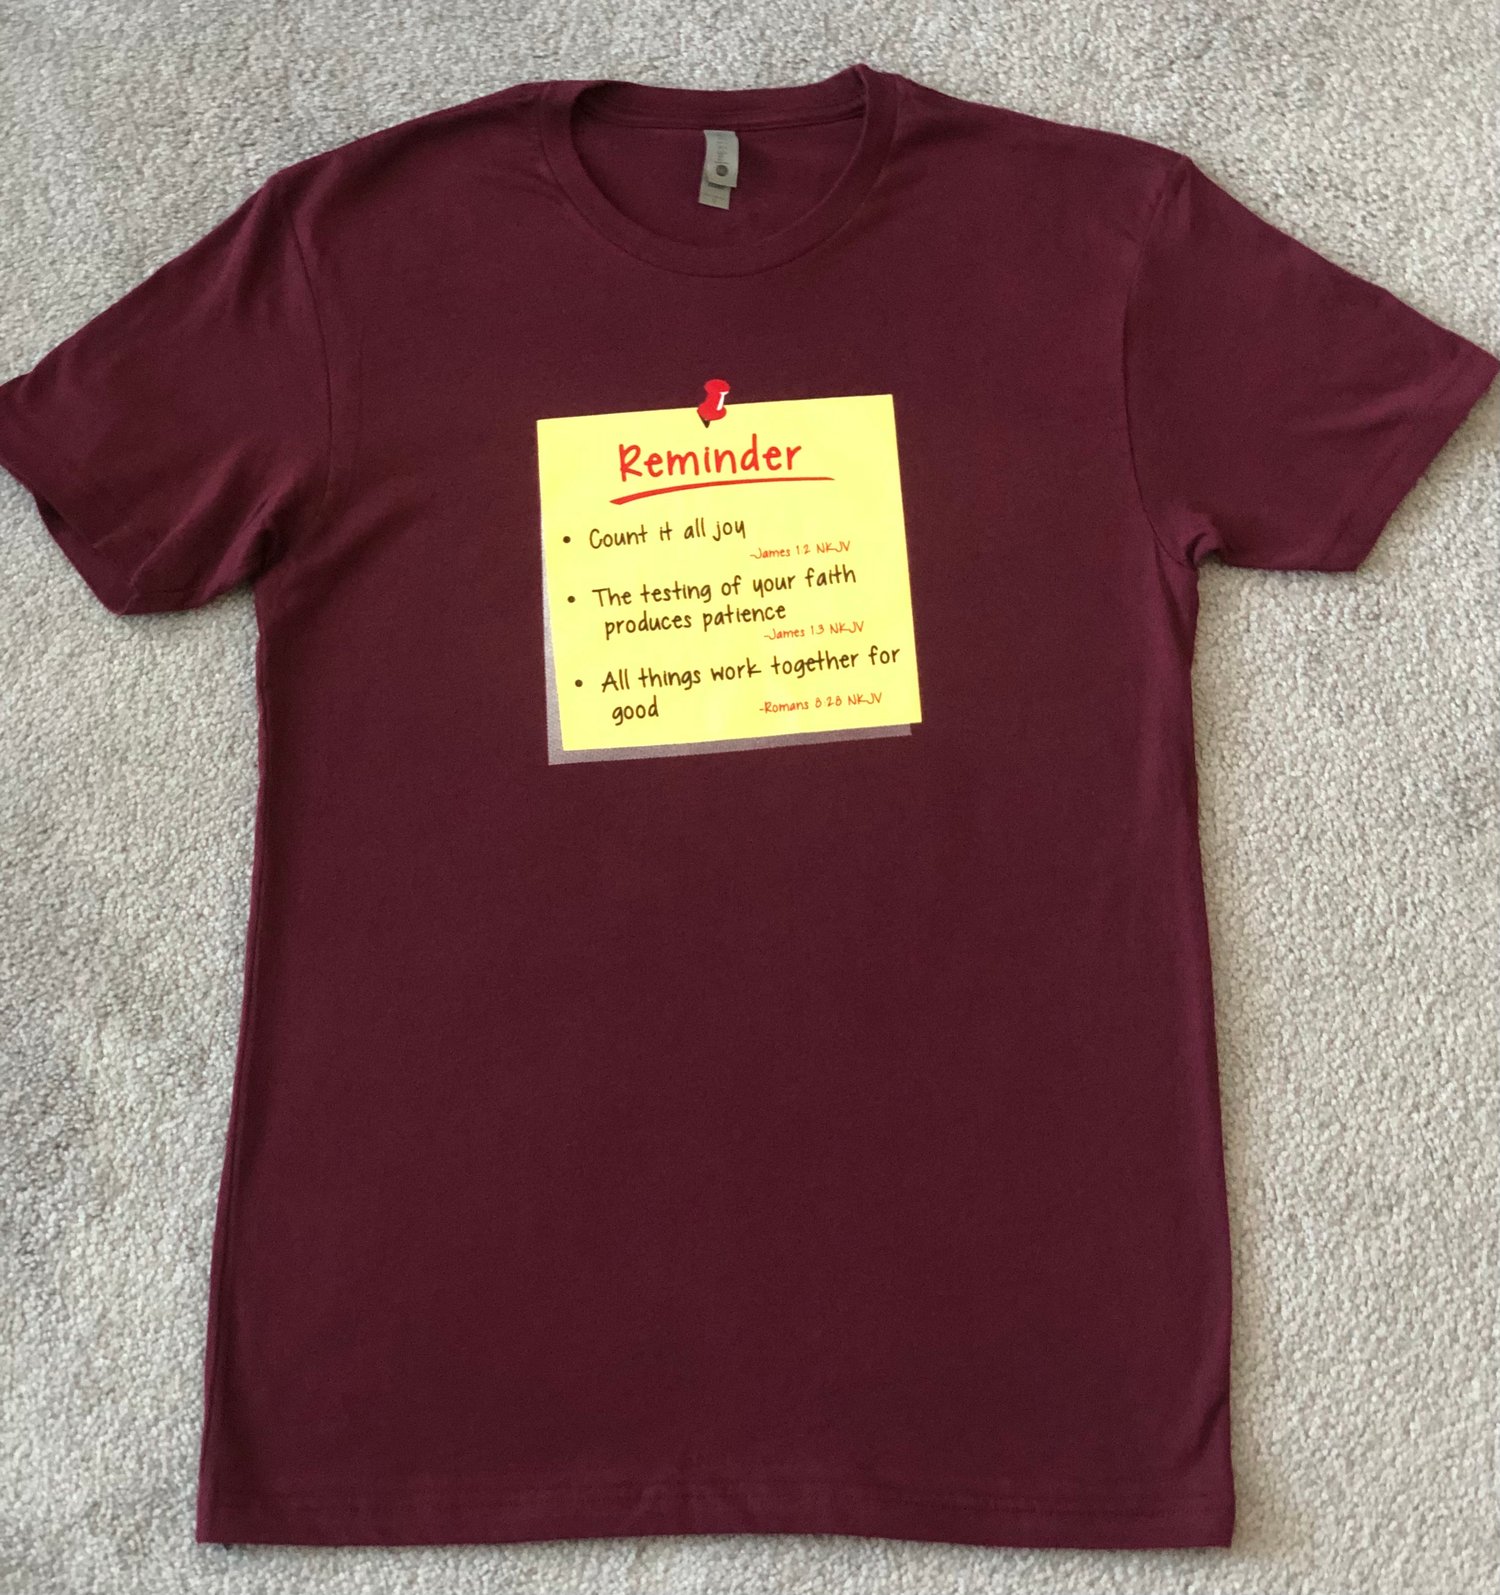 Reminder
• Count it all joy
-James 1:2 NKJV
• The testing of your faith
produces patience
-James 1:3 NKJV
• All things work together for
good
-Romans 8:28 NKJV